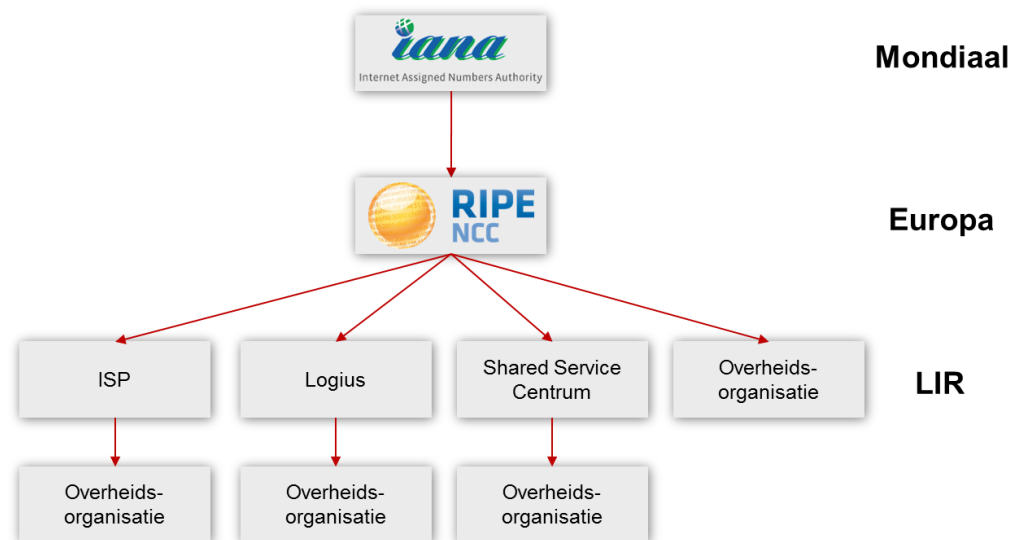 iana
Internet Assigned Numbers Authority
Mondiaal
RIPE
NCC
Europa
ISP
Logius
Shared Service
Centrum
Overheids-
organisatie
LIR
Overheids-
organisatie
Overheids-
organisatie
Overheids-
organisatie